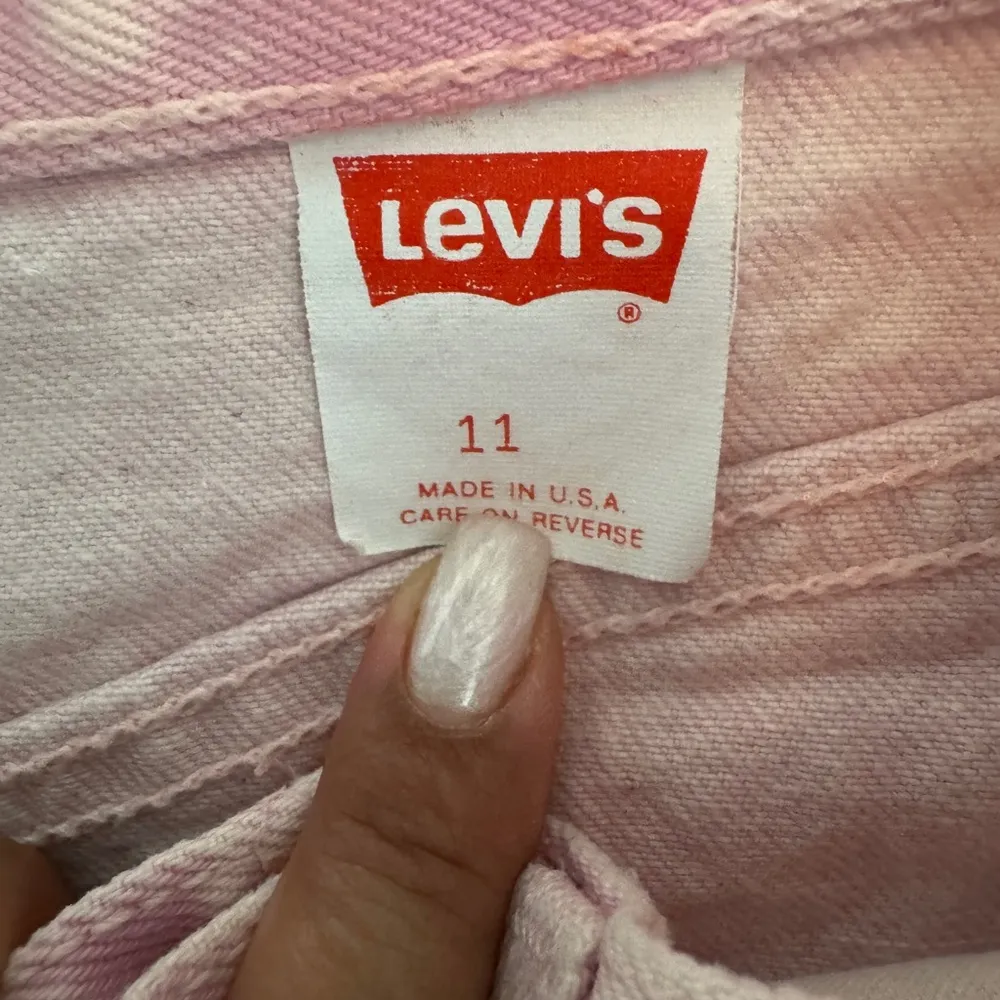 Levi's
®
11
MADE IN U.S.A.
CARE ON REVERSE